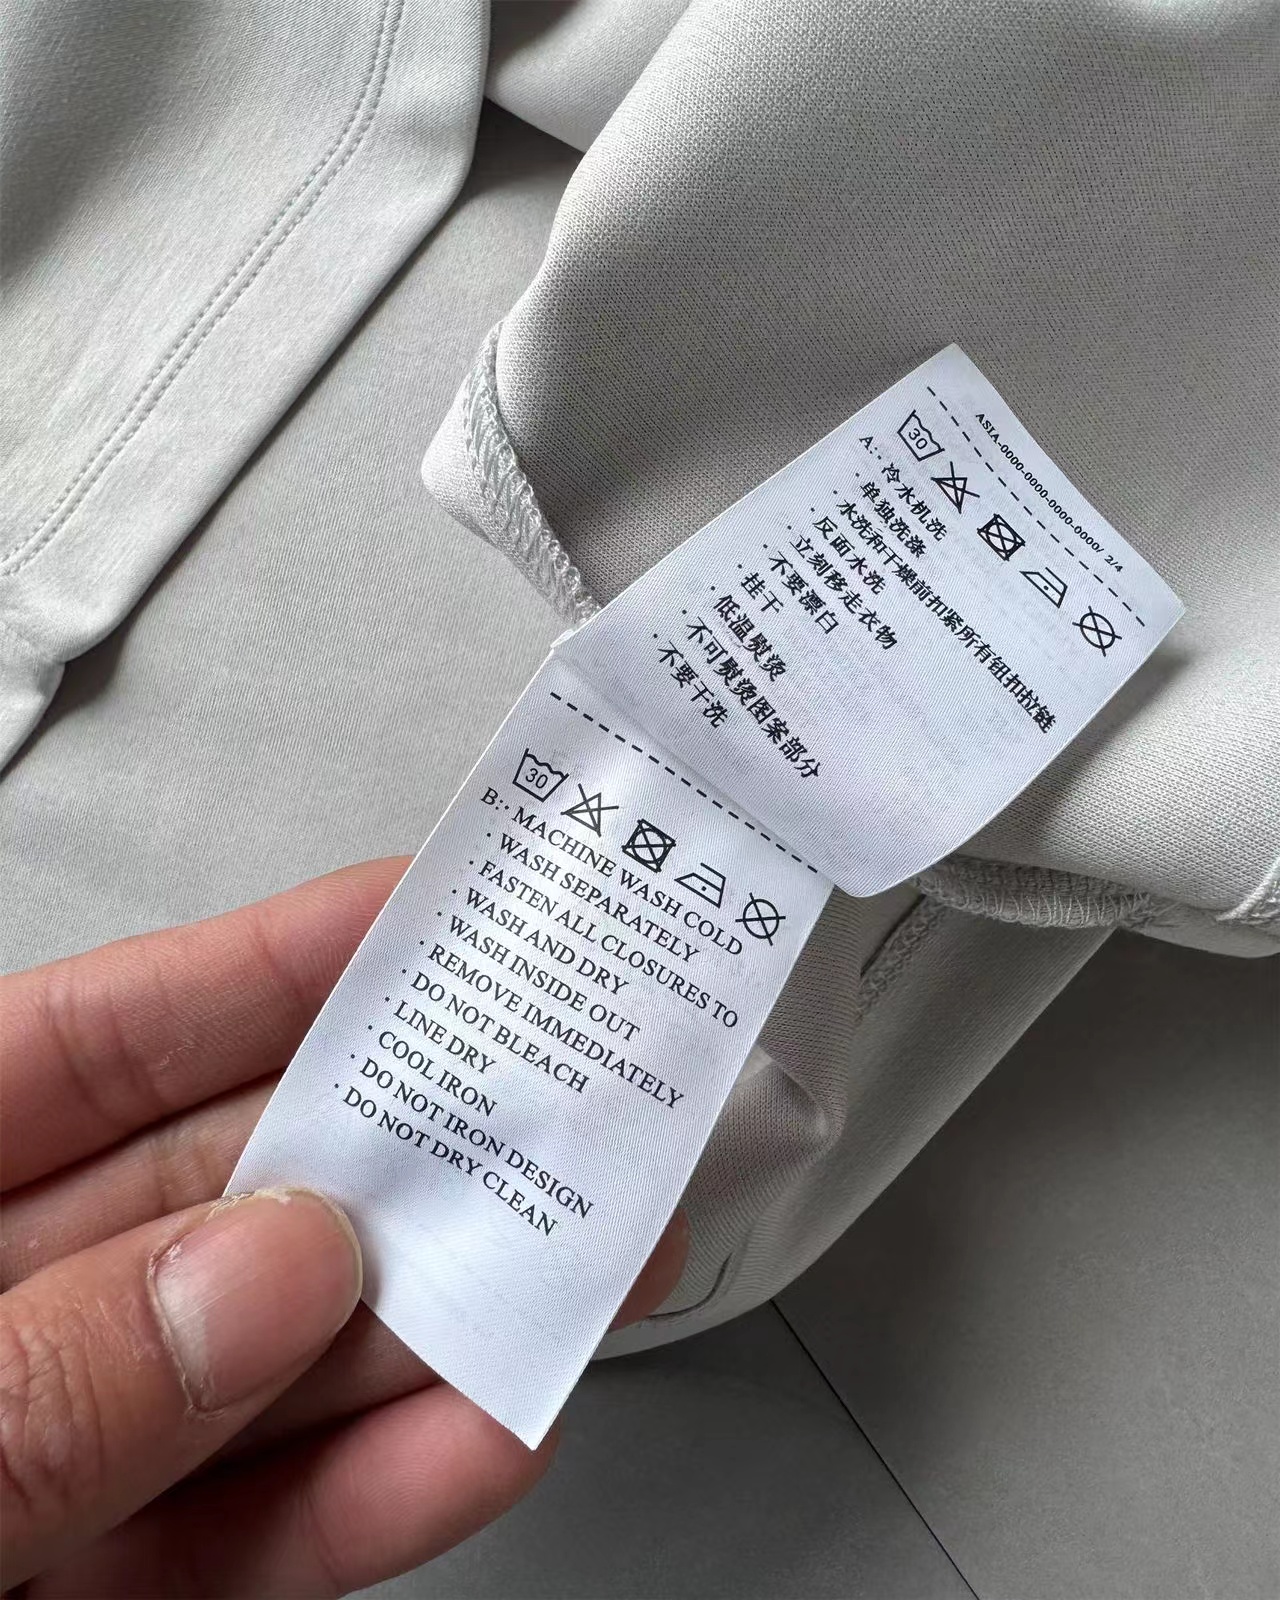 ASIA-0000-0000-0000-0000/ 2/4
30
A:· 冷水机洗
· 单独洗涤
· 水洗和干燥前扣紧所有钮扣拉链
· 反面水洗
· 立刻移走衣物
· 不要漂白
· 挂干
· 低温熨烫
· 不可熨烫图案部分
· 不要干洗
30
B:· MACHINE WASH COLD
· WASH SEPARATELY
· FASTEN ALL CLOSURES TO
· WASH AND DRY
· WASH INSIDE OUT
· REMOVE IMMEDIATELY
· DO NOT BLEACH
· LINE DRY
· COOL IRON
· DO NOT IRON DESIGN
· DO NOT DRY CLEAN